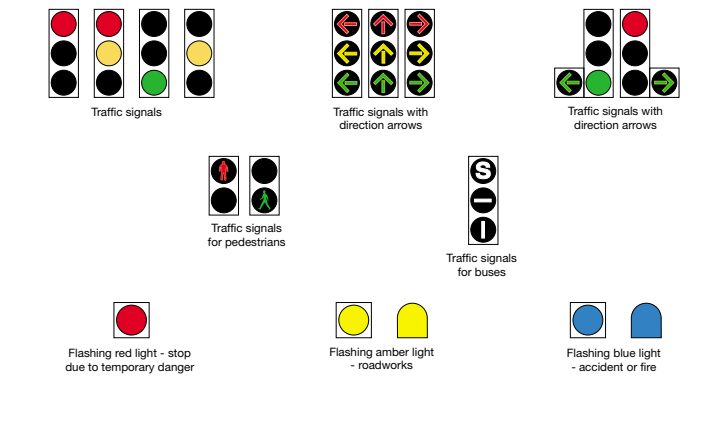 Traffic signals
Traffic signals with
direction arrows
Traffic signals with
direction arrows
Traffic signals
for pedestrians
S
Traffic signals
for buses
Flashing red light - stop
due to temporary danger
Flashing amber light
- roadworks
Flashing blue light
- accident or fire